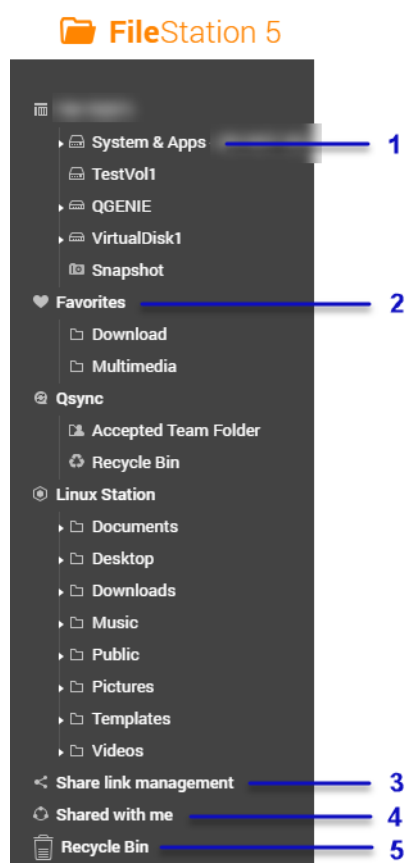 FileStation 5
System & Apps 1
TestVol1
QGENIE
VirtualDisk1
Snapshot
Favorites 2
Download
Multimedia
Qsync
Accepted Team Folder
Recycle Bin
Linux Station
Documents
Desktop
Downloads
Music
Public
Pictures
Templates
Videos
Share link management 3
Shared with me 4
Recycle Bin 5